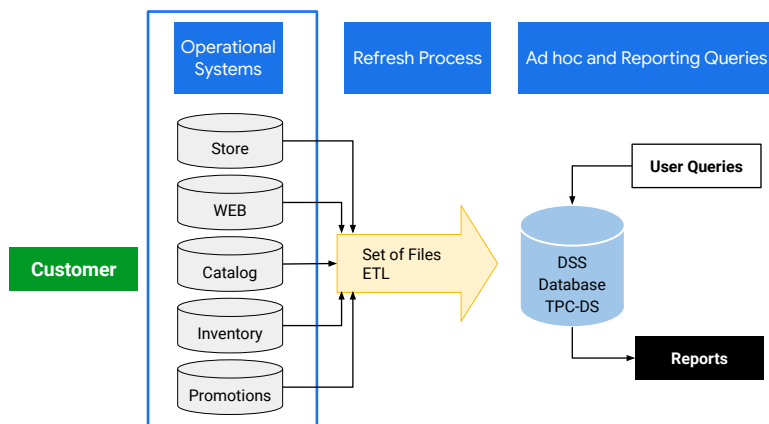 Operational
Systems
Refresh Process
Ad hoc and Reporting Queries
Store
WEB
Catalog
Inventory
Promotions
Customer
Set of Files
ETL
User Queries
DSS
Database
TPC-DS
Reports